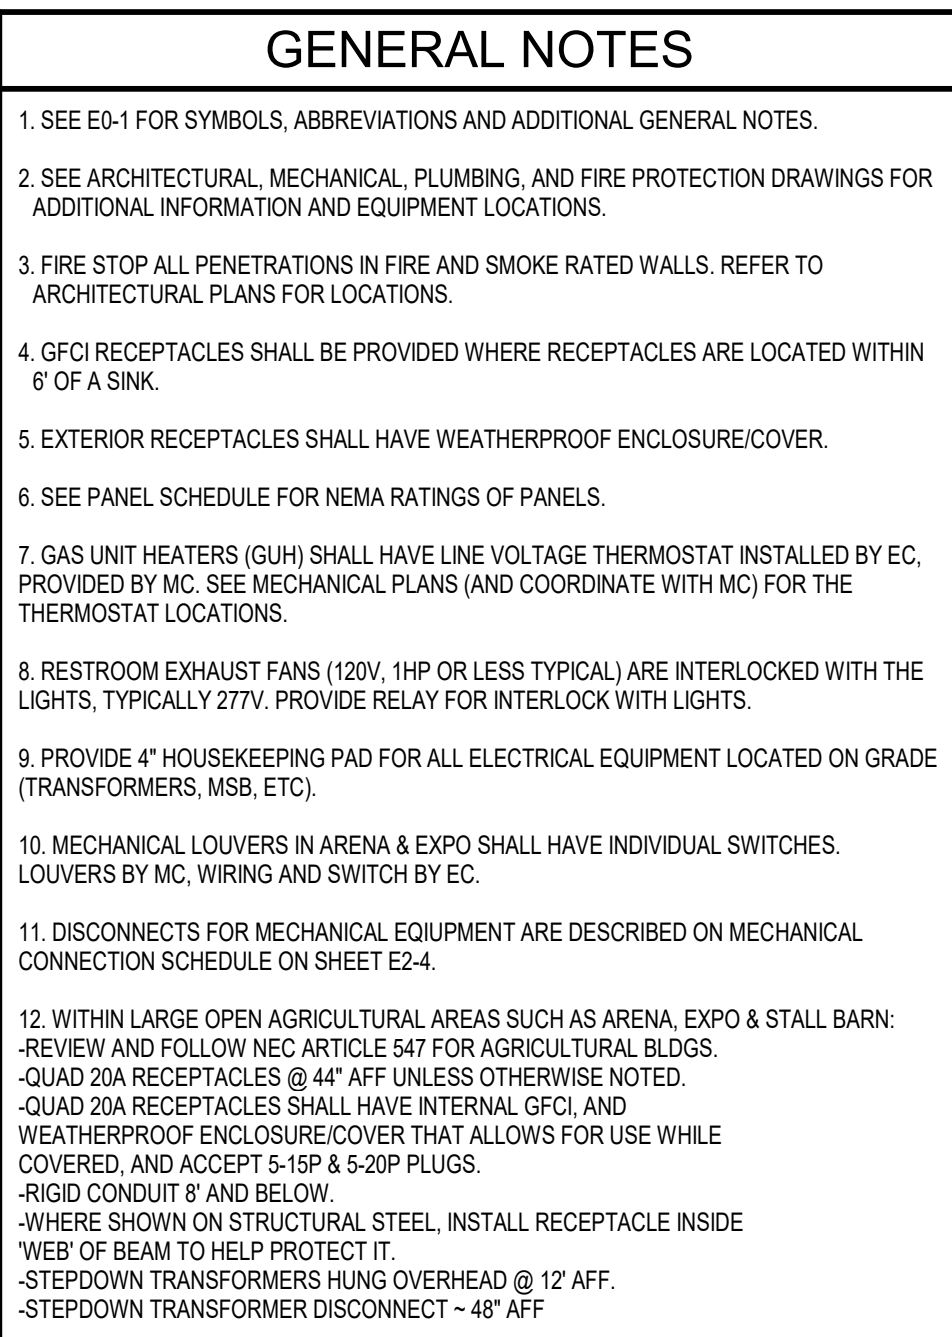 GENERAL NOTES
1. SEE E0-1 FOR SYMBOLS, ABBREVIATIONS AND ADDITIONAL GENERAL NOTES.
2. SEE ARCHITECTURAL, MECHANICAL, PLUMBING, AND FIRE PROTECTION DRAWINGS FOR
ADDITIONAL INFORMATION AND EQUIPMENT LOCATIONS.
3. FIRE STOP ALL PENETRATIONS IN FIRE AND SMOKE RATED WALLS. REFER TO
ARCHITECTURAL PLANS FOR LOCATIONS.
4. GFCI RECEPTACLES SHALL BE PROVIDED WHERE RECEPTACLES ARE LOCATED WITHIN
6' OF A SINK.
5. EXTERIOR RECEPTACLES SHALL HAVE WEATHERPROOF ENCLOSURE/COVER.
6. SEE PANEL SCHEDULE FOR NEMA RATINGS OF PANELS.
7. GAS UNIT HEATERS (GUH) SHALL HAVE LINE VOLTAGE THERMOSTAT INSTALLED BY EC,
PROVIDED BY MC. SEE MECHANICAL PLANS (AND COORDINATE WITH MC) FOR THE
THERMOSTAT LOCATIONS.
8. RESTROOM EXHAUST FANS (120V, 1HP OR LESS TYPICAL) ARE INTERLOCKED WITH THE
LIGHTS, TYPICALLY 277V. PROVIDE RELAY FOR INTERLOCK WITH LIGHTS.
9. PROVIDE 4" HOUSEKEEPING PAD FOR ALL ELECTRICAL EQUIPMENT LOCATED ON GRADE
(TRANSFORMERS, MSB, ETC).
10. MECHANICAL LOUVERS IN ARENA & EXPO SHALL HAVE INDIVIDUAL SWITCHES.
LOUVERS BY MC, WIRING AND SWITCH BY EC.
11. DISCONNECTS FOR MECHANICAL EQIUPMENT ARE DESCRIBED ON MECHANICAL
CONNECTION SCHEDULE ON SHEET E2-4.
12. WITHIN LARGE OPEN AGRICULTURAL AREAS SUCH AS ARENA, EXPO & STALL BARN:
-REVIEW AND FOLLOW NEC ARTICLE 547 FOR AGRICULTURAL BLDGS.
-QUAD 20A RECEPTACLES @ 44" AFF UNLESS OTHERWISE NOTED.
-QUAD 20A RECEPTACLES SHALL HAVE INTERNAL GFCI, AND
WEATHERPROOF ENCLOSURE/COVER THAT ALLOWS FOR USE WHILE
COVERED, AND ACCEPT 5-15P & 5-20P PLUGS.
-RIGID CONDUIT 8' AND BELOW.
-WHERE SHOWN ON STRUCTURAL STEEL, INSTALL RECEPTACLE INSIDE
'WEB' OF BEAM TO HELP PROTECT IT.
-STEPDOWN TRANSFORMERS HUNG OVERHEAD @ 12' AFF.
-STEPDOWN TRANSFORMER DISCONNECT ~ 48" AFF